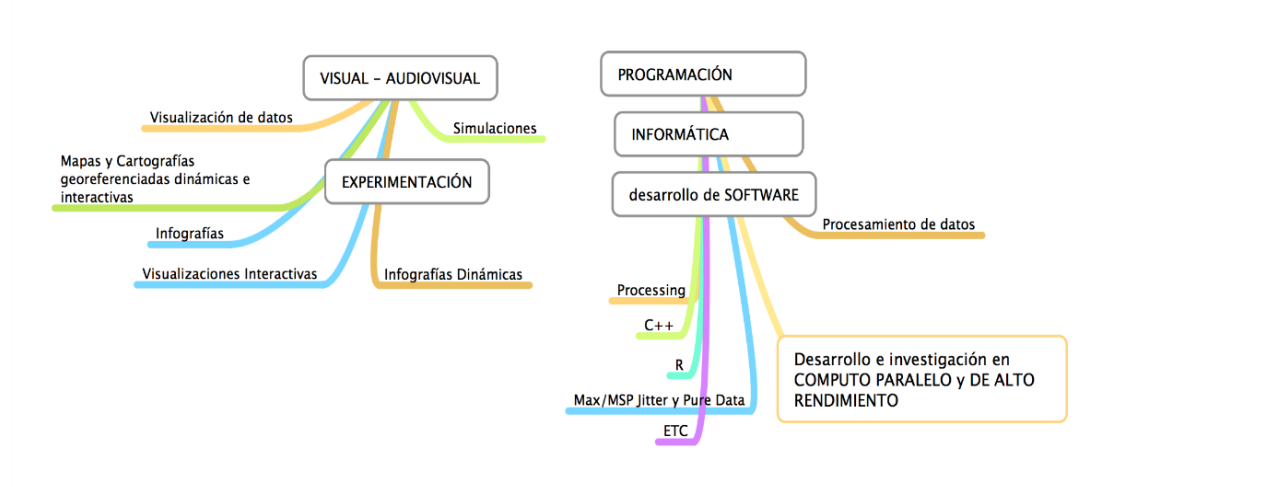 VISUAL – AUDIOVISUAL
Visualización de datos
Simulaciones
Mapas y Cartografías
georeferenciadas dinámicas e
interactivas
EXPERIMENTACIÓN
Infografías
Visualizaciones Interactivas
Infografías Dinámicas
PROGRAMACIÓN
INFORMÁTICA
desarrollo de SOFTWARE
Procesamiento de datos
Processing
C++
R
Max/MSP Jitter y Pure Data
ETC
Desarrollo e investigación en
COMPUTO PARALELO y DE ALTO
RENDIMIENTO